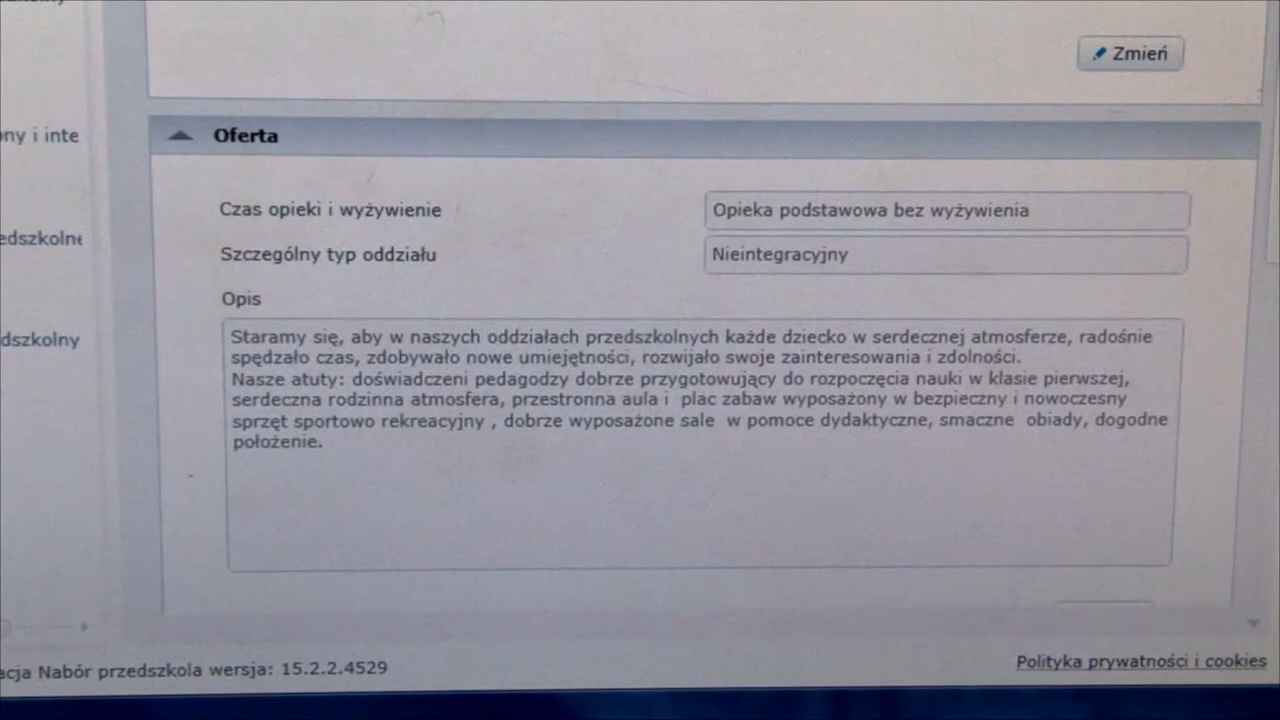 Zmień
ny i inte
Oferta
Czas opieki i wyżywienie
Opieka podstawowa bez wyżywienia
edszkolne
Szczególny typ oddziału
Nieintegracyjny
Opis
dszkolny
Staramy się, aby w naszych oddziałach przedszkolnych każde dziecko w serdecznej atmosferze, radośnie
spędzało czas, zdobywało nowe umiejętności, rozwijało swoje zainteresowania i zdolności.
Nasze atuty: doświadczeni pedagodzy dobrze przygotowujący do rozpoczęcia nauki w klasie pierwszej,
serdeczna rodzinna atmosfera, przestronna aula i  plac zabaw wyposażony w bezpieczny i nowoczesny
sprzęt sportowo rekreacyjny , dobrze wyposażone sale  w pomoce dydaktyczne, smaczne  obiady, dogodne
położenie.
acja Nabór przedszkola wersja: 15.2.2.4529
Polityka prywatności i cookies